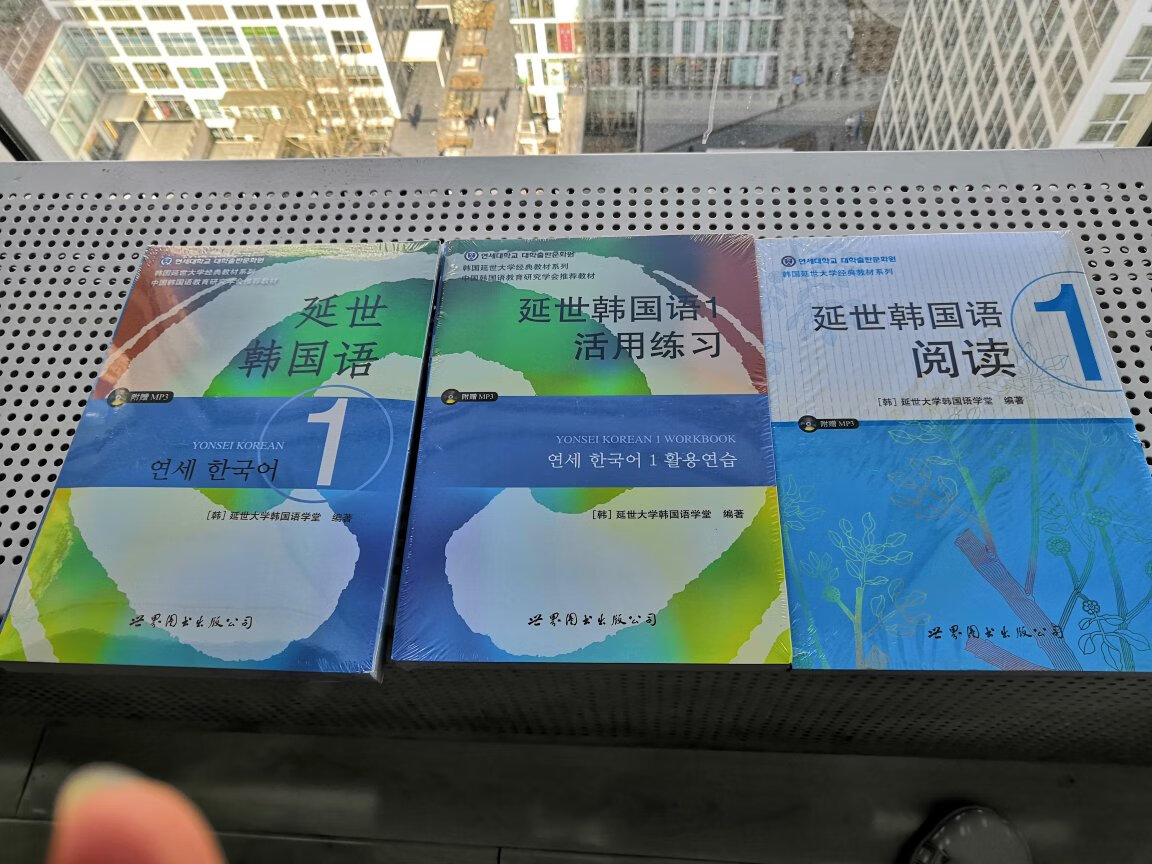 연세대학교 대학출판문화원
韩国延世大学经典教材系列
中国韩国语教育研究学会推荐教材
延世
韩国语
附赠 MP3
1
YONSEI KOREAN
연세 한국어
[韩] 延世大学韩国语学堂 编著
世界图书出版公司
연세대학교 대학출판문화원
韩国延世大学经典教材系列
中国韩国语教育研究学会推荐教材
延世韩国语1
活用练习
附赠 MP3
YONSEI KOREAN 1 WORKBOOK
연세 한국어 1 활용연습
[韩] 延世大学韩国语学堂 编著
世界图书出版公司
연세대학교 대학출판문화원
韩国延世大学经典教材系列
延世韩国语
阅读
1
[韩] 延世大学韩国语学堂 编著
附赠 MP3
世界图书出版公司